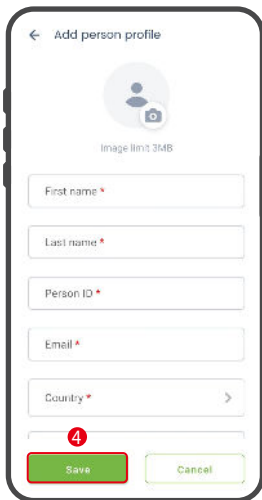 ← Add person profile
Image limit 3MB
First name *
Last name *
Person ID *
Email *
Country *
4
Save
Cancel